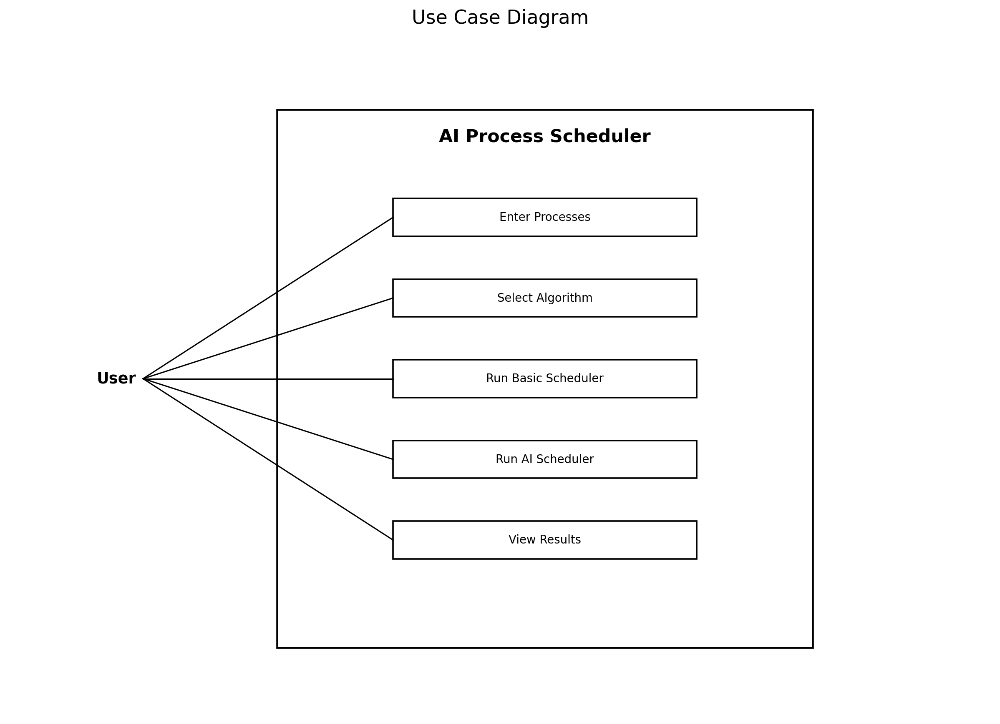 Use Case Diagram
AI Process Scheduler
Enter Processes
Select Algorithm
User
Run Basic Scheduler
Run AI Scheduler
View Results